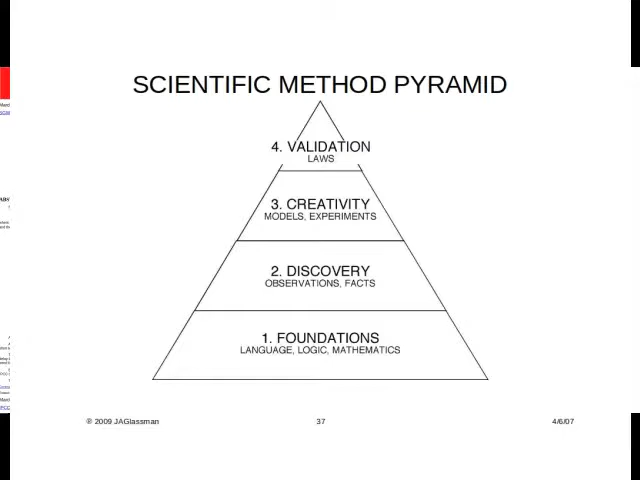 SCIENTIFIC METHOD PYRAMID
4. VALIDATION
LAWS
3. CREATIVITY
MODELS, EXPERIMENTS
2. DISCOVERY
OBSERVATIONS, FACTS
1. FOUNDATIONS
LANGUAGE, LOGIC, MATHEMATICS
© 2009 JAGlassman
37
4/6/07